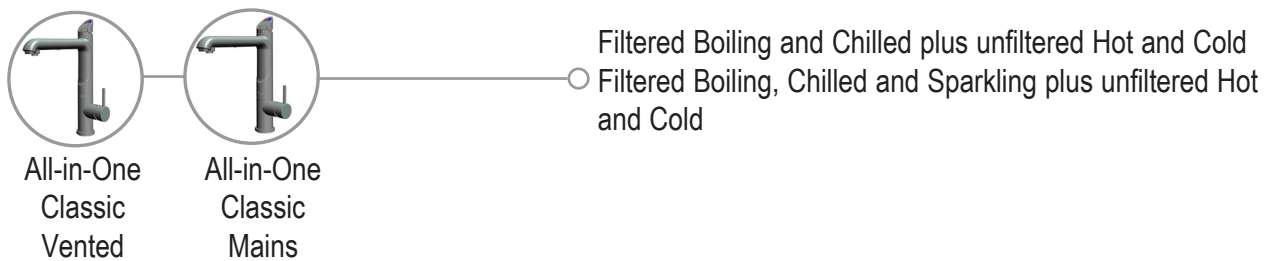 Filtered Boiling and Chilled plus unfiltered Hot and Cold
Filtered Boiling, Chilled and Sparkling plus unfiltered Hot
and Cold
All-in-One
Classic
Vented
All-in-One
Classic
Mains